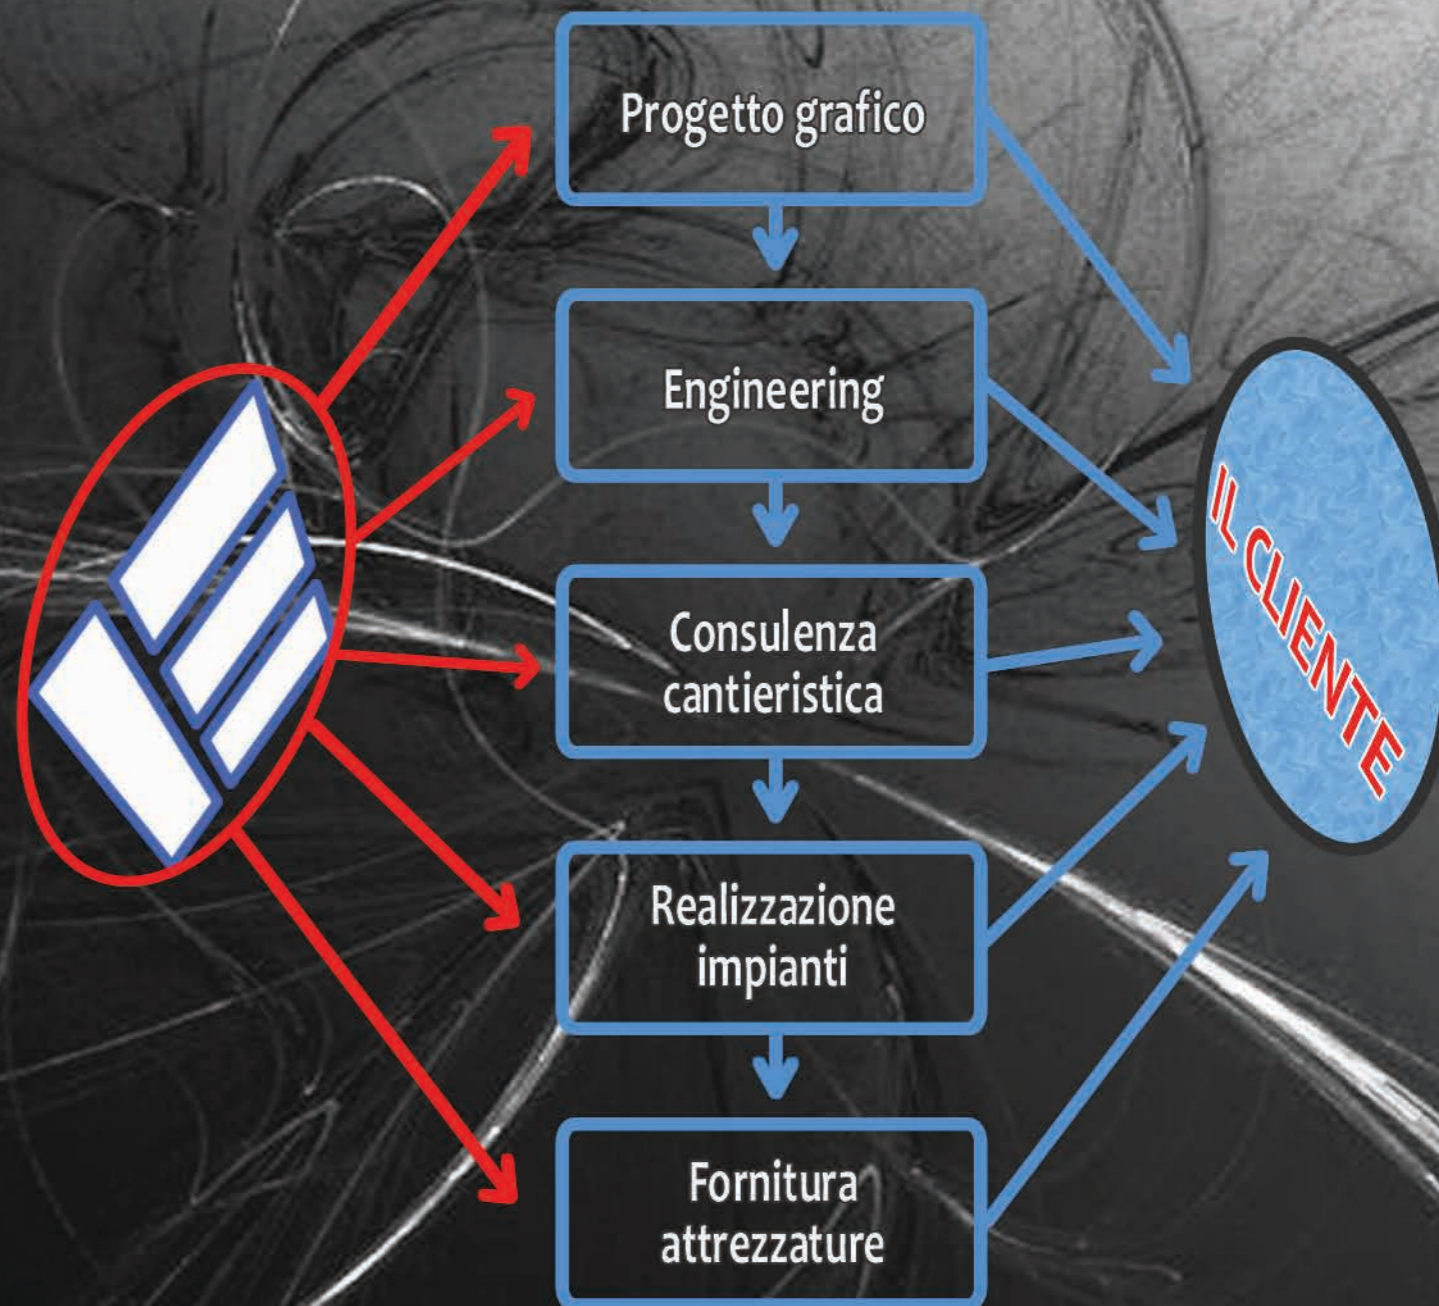 Progetto grafico
Engineering
Consulenza
cantieristica
Realizzazione
impianti
Fornitura
attrezzature
IL CLIENTE